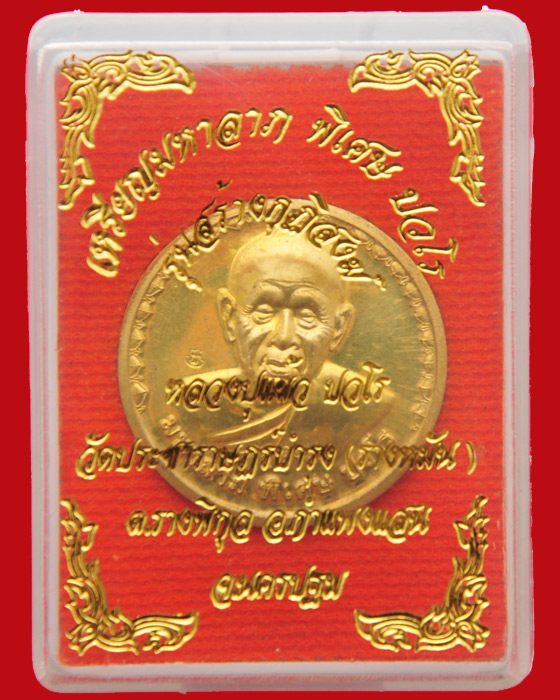 เหรียญมหาลาภ พิเศษ ปวโร
รุ่นสร้างกุฏิสงฆ์
หลวงปู่แผ้ว ปวโร
วัดประชาราษฎร์บำรุง (รางหมัน)
ต.รางพิกุล อ.กำแพงแสน
จ.นครปฐม